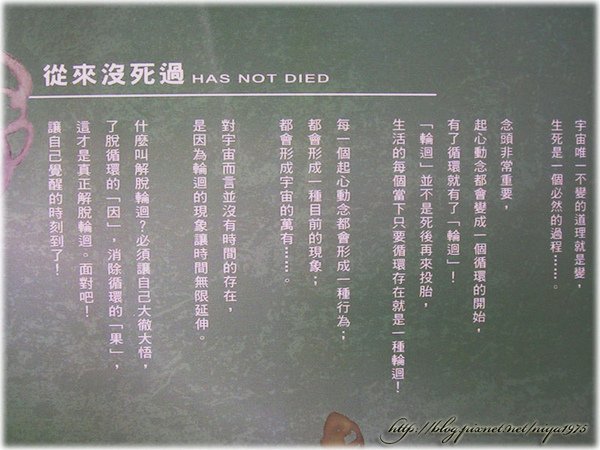 從來沒死過 HAS NOT DIED
宇宙唯一不變的道理就是變，
生死是一個必然的過程……。
念頭非常重要，
起心動念都會變成一個循環的開始，
有了循環就有了「輪迴」！
「輪迴」並不是死後再來投胎，
生活的每個當下只要循環存在就是一種輪迴！
每一個起心動念都會形成一種行為；
都會形成一種目前的現象；
都會形成宇宙的萬有……。
對宇宙而言並沒有時間的存在，
是因為輪迴的現象讓時間無限延伸。
什麼叫解脫輪迴？必須讓自己大徹大悟，
了脫循環的「因」，消除循環的「果」，
這才是真正解脫輪迴。面對吧！
讓自己覺醒的時刻到了！
http://blog.pixnet.net/niya1975